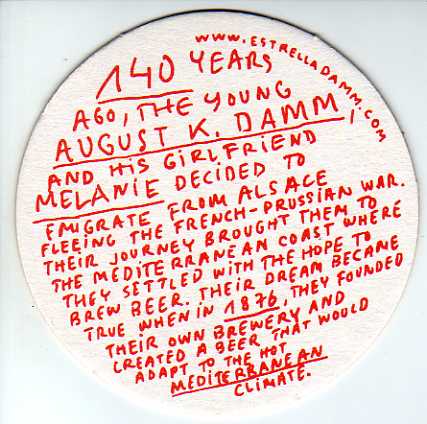 www.ESTRELLADAMM.COM
140 YEARS
AGO, THE YOUNG
AUGUST K. DAMM,
AND HIS GIRLFRIEND
MELANIE DECIDED TO
EMIGRATE FROM ALSACE
FLEEING THE FRENCH-PRUSSIAN WAR.
THEIR JOURNEY BROUGHT THEM TO
THE MEDITERRANEAN COAST WHERE
THEY SETTLED WITH THE HOPE TO
BREW BEER. THEIR DREAM BECAME
TRUE WHEN IN 1876, THEY FOUNDED
THEIR OWN BREWERY AND
CREATED A BEER THAT WOULD
ADAPT TO THE HOT
MEDITERRANEAN
CLIMATE.